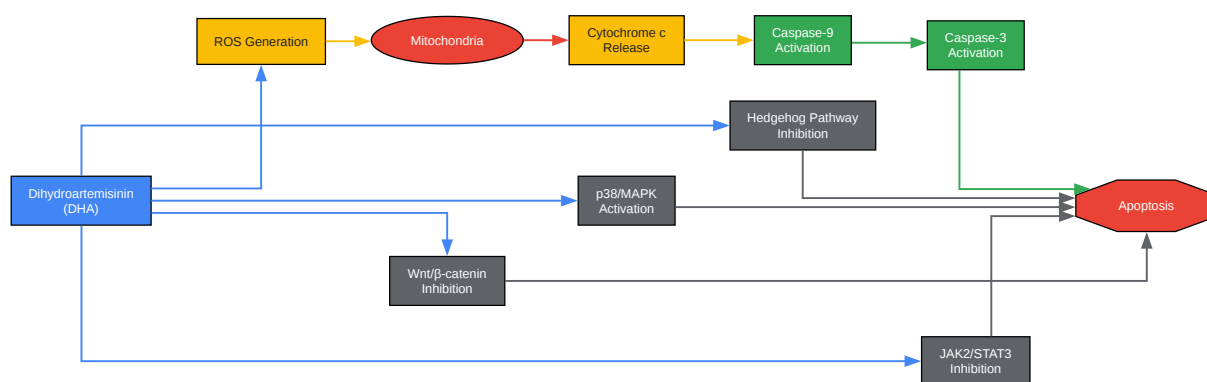 ROS Generation
Mitochondria
Cytochrome c
Release
Caspase-9
Activation
Caspase-3
Activation
Hedgehog Pathway
Inhibition
Dihydroartemisinin
(DHA)
p38/MAPK
Activation
Apoptosis
Wnt/β-catenin
Inhibition
JAK2/STAT3
Inhibition